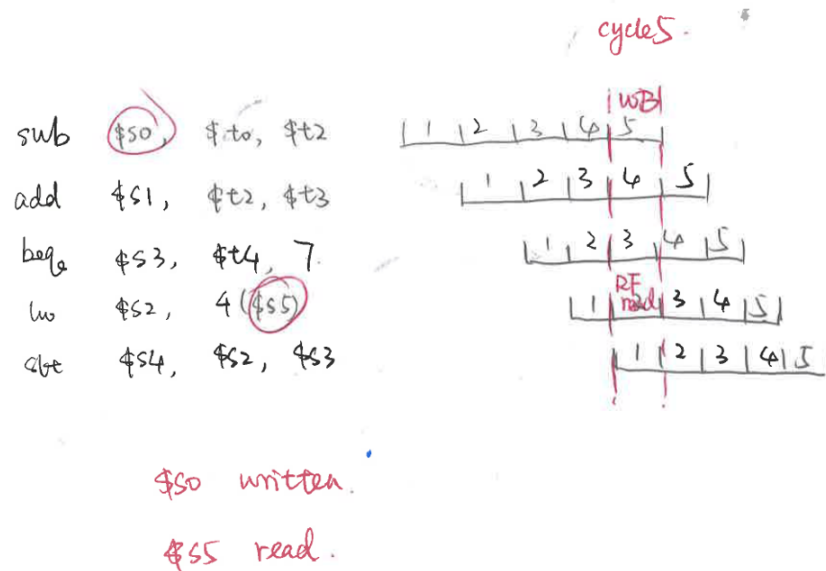 cycle5.
WB
sub $s0, $t0, $t2 1 2 3 4 5
add $s1, $t2, $t3 1 2 3 4 5
beq $s3, $t4, 7 1 2 3 4 5
lw $s2, 4($s5) 1 RF read 3 4 5
slt $s4, $s2, $s3 1 2 3 4 5
$s0 written.
$s5 read.